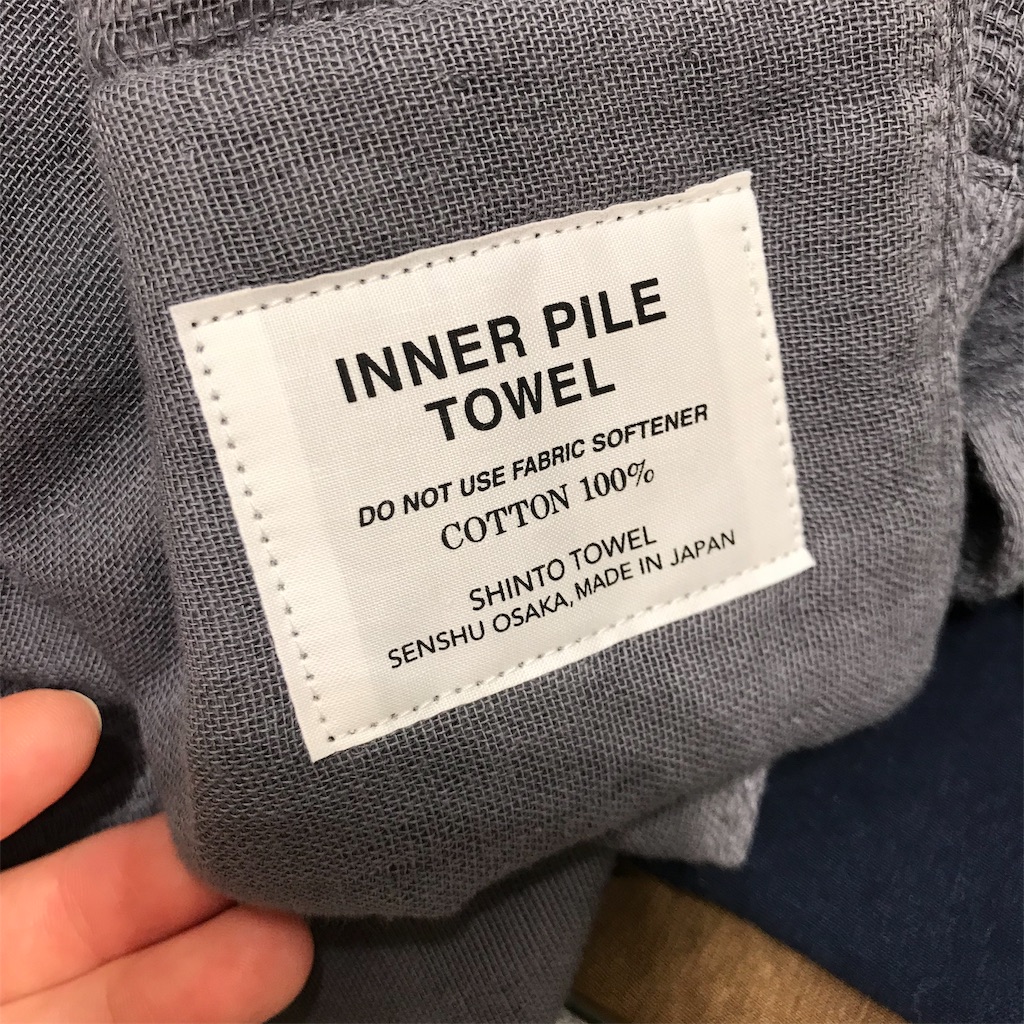 INNER PILE
TOWEL
DO NOT USE FABRIC SOFTENER
COTTON 100%
SHINTO TOWEL
SENSHU OSAKA, MADE IN JAPAN